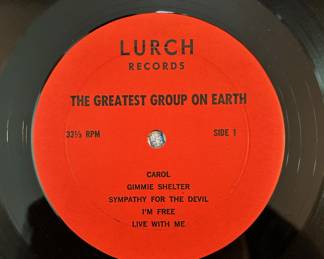 LURCH
RECORDS
THE GREATEST GROUP ON EARTH
33⅓ RPM SIDE 1
CAROL
GIMMIE SHELTER
SYMPATHY FOR THE DEVIL
I'M FREE
LIVE WITH ME